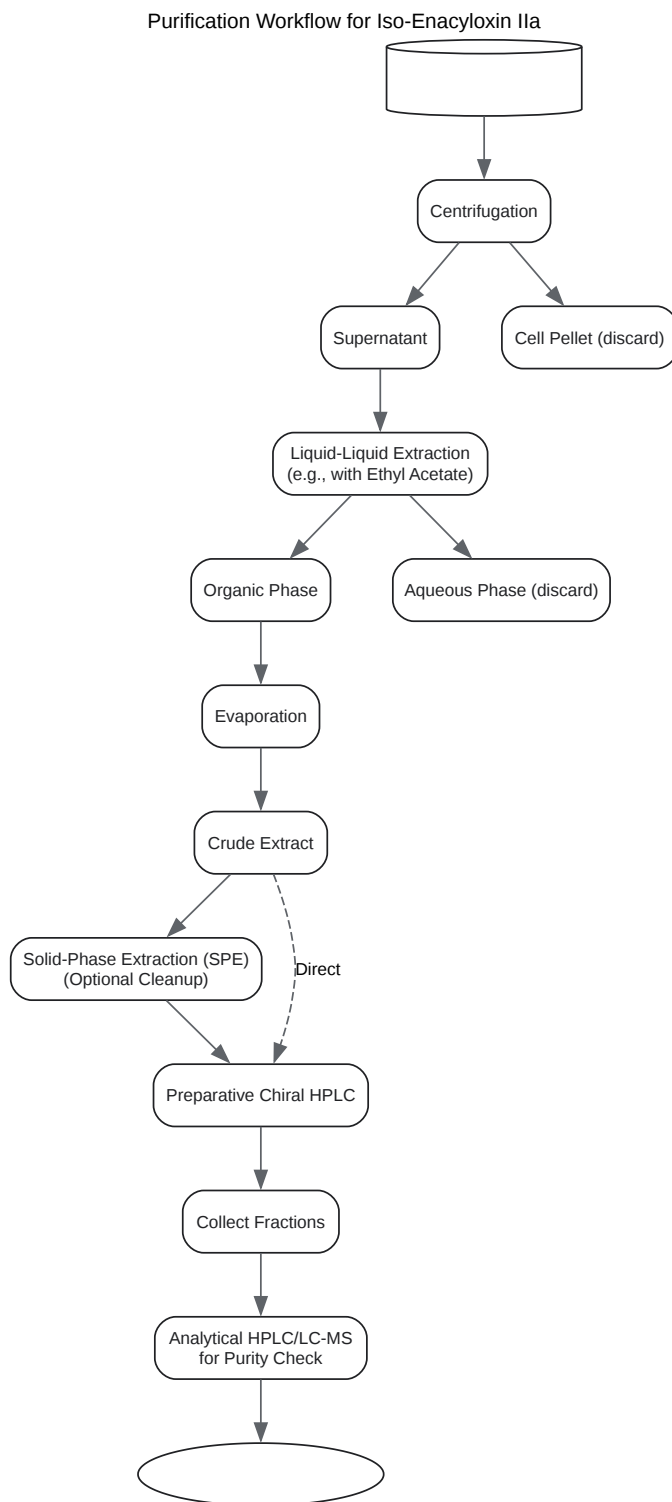 Purification Workflow for Iso-Enacyloxin IIa
Centrifugation
Supernatant
Cell Pellet (discard)
Liquid-Liquid Extraction
(e.g., with Ethyl Acetate)
Organic Phase
Aqueous Phase (discard)
Evaporation
Crude Extract
Solid-Phase Extraction (SPE)
(Optional Cleanup)
Direct
Preparative Chiral HPLC
Collect Fractions
Analytical HPLC/LC-MS
for Purity Check